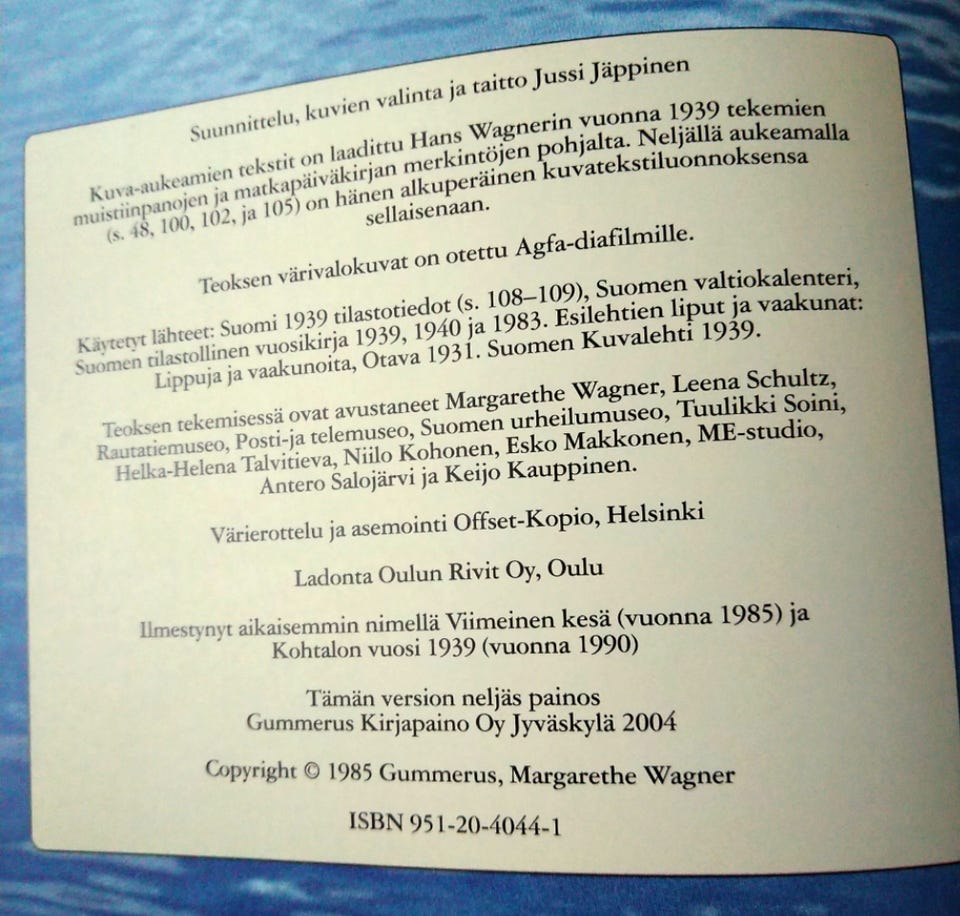 Suunnittelu, kuvien valinta ja taitto Jussi Jäppinen
Kuva-aukeamien tekstit on laadittu Hans Wagnerin vuonna 1939 tekemien
muistiinpanojen ja matkapäiväkirjan merkintöjen pohjalta. Neljällä aukeamalla
(s. 48, 100, 102, ja 105) on hänen alkuperäinen kuvatekstiluonnoksensa
sellaisenaan.
Teoksen värivalokuvat on otettu Agfa-diafilmille.
Käytetyt lähteet: Suomi 1939 tilastotiedot (s. 108–109), Suomen valtiokalenteri,
Suomen tilastollinen vuosikirja 1939, 1940 ja 1983. Esilehtien liput ja vaakunat:
Lippuja ja vaakunoita, Otava 1931. Suomen Kuvalehti 1939.
Teoksen tekemisessä ovat avustaneet Margarethe Wagner, Leena Schultz,
Rautatiemuseo, Posti-ja telemuseo, Suomen urheilumuseo, Tuulikki Soini,
Helka-Helena Talvitieva, Niilo Kohonen, Esko Makkonen, ME-studio,
Antero Salojärvi ja Keijo Kauppinen.
Värierottelu ja asemointi Offset-Kopio, Helsinki
Ladonta Oulun Rivit Oy, Oulu
Ilmestynyt aikaisemmin nimellä Viimeinen kesä (vuonna 1985) ja
Kohtalon vuosi 1939 (vuonna 1990)
Tämän version neljäs painos
Gummerus Kirjapaino Oy Jyväskylä 2004
Copyright © 1985 Gummerus, Margarethe Wagner
ISBN 951-20-4044-1